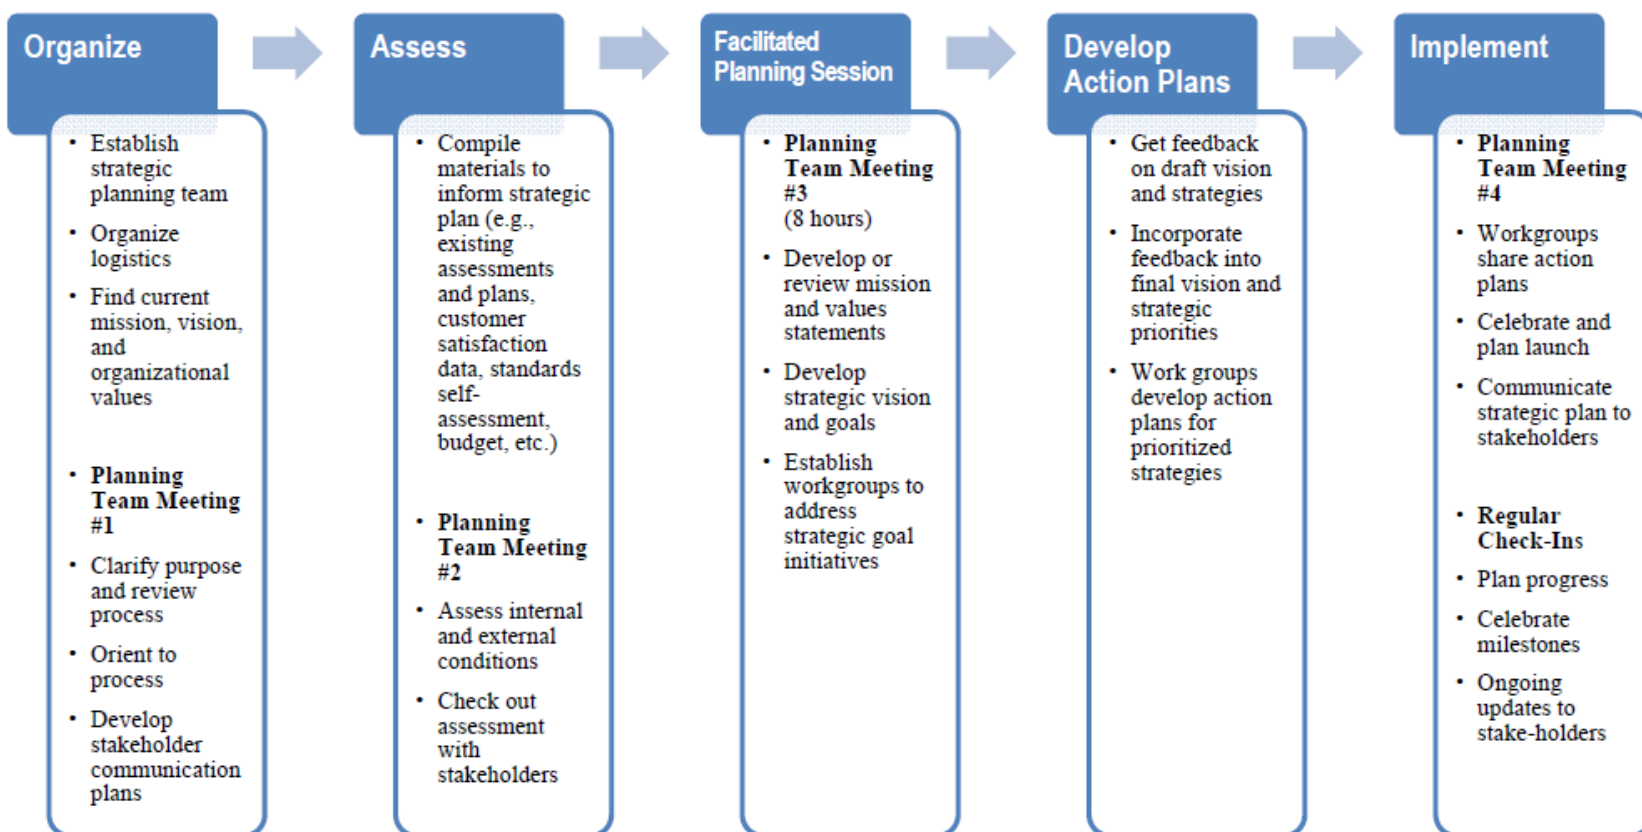 Organize
• Establish
strategic
planning team
• Organize
logistics
• Find current
mission, vision,
and
organizational
values
• Planning
Team Meeting
#1
• Clarify purpose
and review
process
• Orient to
process
• Develop
stakeholder
communication
plans
Assess
• Compile
materials to
inform strategic
plan (e.g.,
existing
assessments
and plans,
customer
satisfaction
data, standards
self-
assessment,
budget, etc.)
• Planning
Team Meeting
#2
• Assess internal
and external
conditions
• Check out
assessment
with
stakeholders
Facilitated
Planning Session
• Planning
Team Meeting
#3
(8 hours)
• Develop or
review mission
and values
statements
• Develop
strategic vision
and goals
• Establish
workgroups to
address
strategic goal
initiatives
Develop
Action Plans
• Get feedback
on draft vision
and strategies
• Incorporate
feedback into
final vision and
strategic
priorities
• Work groups
develop action
plans for
prioritized
strategies
Implement
• Planning
Team Meeting
#4
• Workgroups
share action
plans
• Celebrate and
plan launch
• Communicate
strategic plan to
stakeholders
• Regular
Check-Ins
• Plan progress
• Celebrate
milestones
• Ongoing
updates to
stake-holders